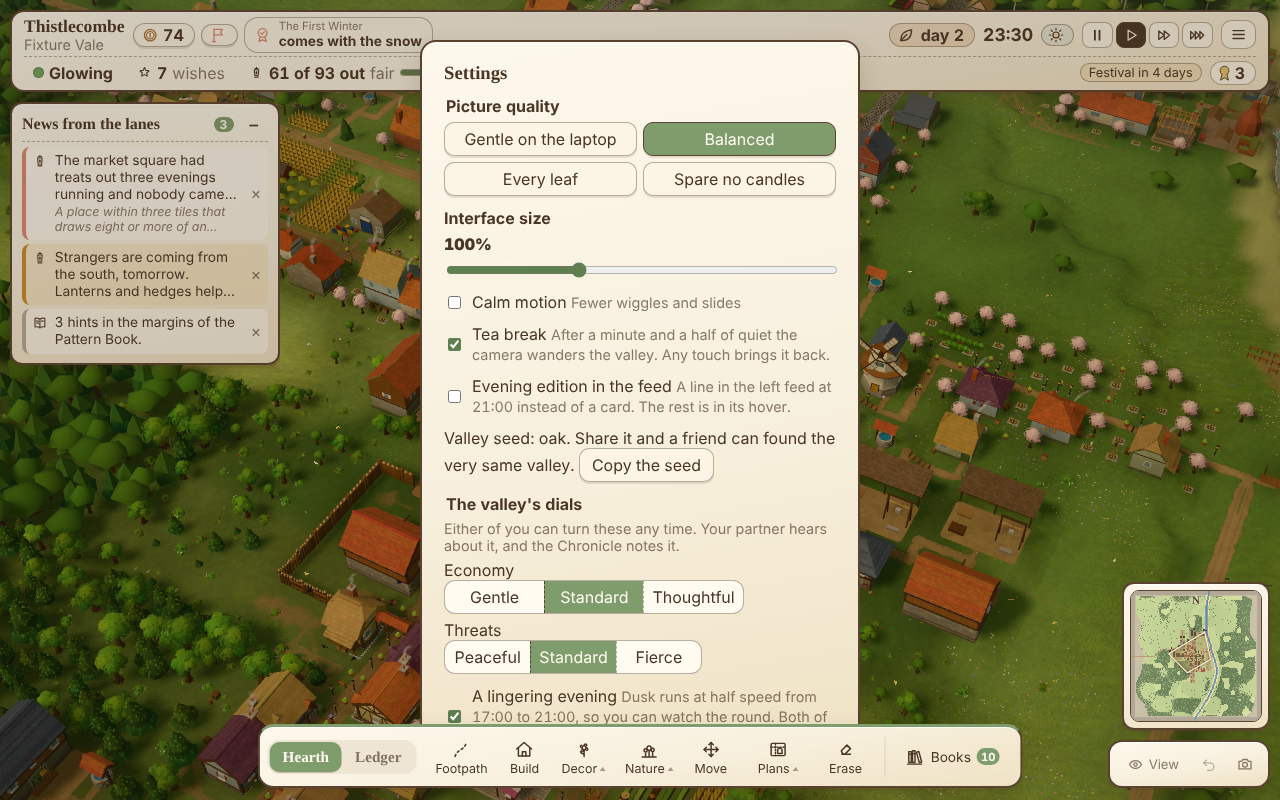 Thistlecombe
Fixture Vale
74
The First Winter
comes with the snow
day 2
23:30
Glowing
7 wishes
61 of 93 out fair
Festival in 4 days
3
News from the lanes
3
The market square had
treats out three evenings
running and nobody came...
A place within three tiles that
draws eight or more of an...
Strangers are coming from
the south, tomorrow.
Lanterns and hedges help...
3 hints in the margins of the
Pattern Book.
Settings
Picture quality
Gentle on the laptop
Balanced
Every leaf
Spare no candles
Interface size
100%
Calm motion Fewer wiggles and slides
Tea break After a minute and a half of quiet the
camera wanders the valley. Any touch brings it back.
Evening edition in the feed A line in the left feed at
21:00 instead of a card. The rest is in its hover.
Valley seed: oak. Share it and a friend can found the
very same valley. Copy the seed
The valley's dials
Either of you can turn these any time. Your partner hears
about it, and the Chronicle notes it.
Economy
Gentle Standard Thoughtful
Threats
Peaceful Standard Fierce
A lingering evening Dusk runs at half speed from
17:00 to 21:00, so you can watch the round. Both of
N
Hearth
Ledger
Footpath
Build
Decor
Nature
Move
Plans
Erase
Books 10
View